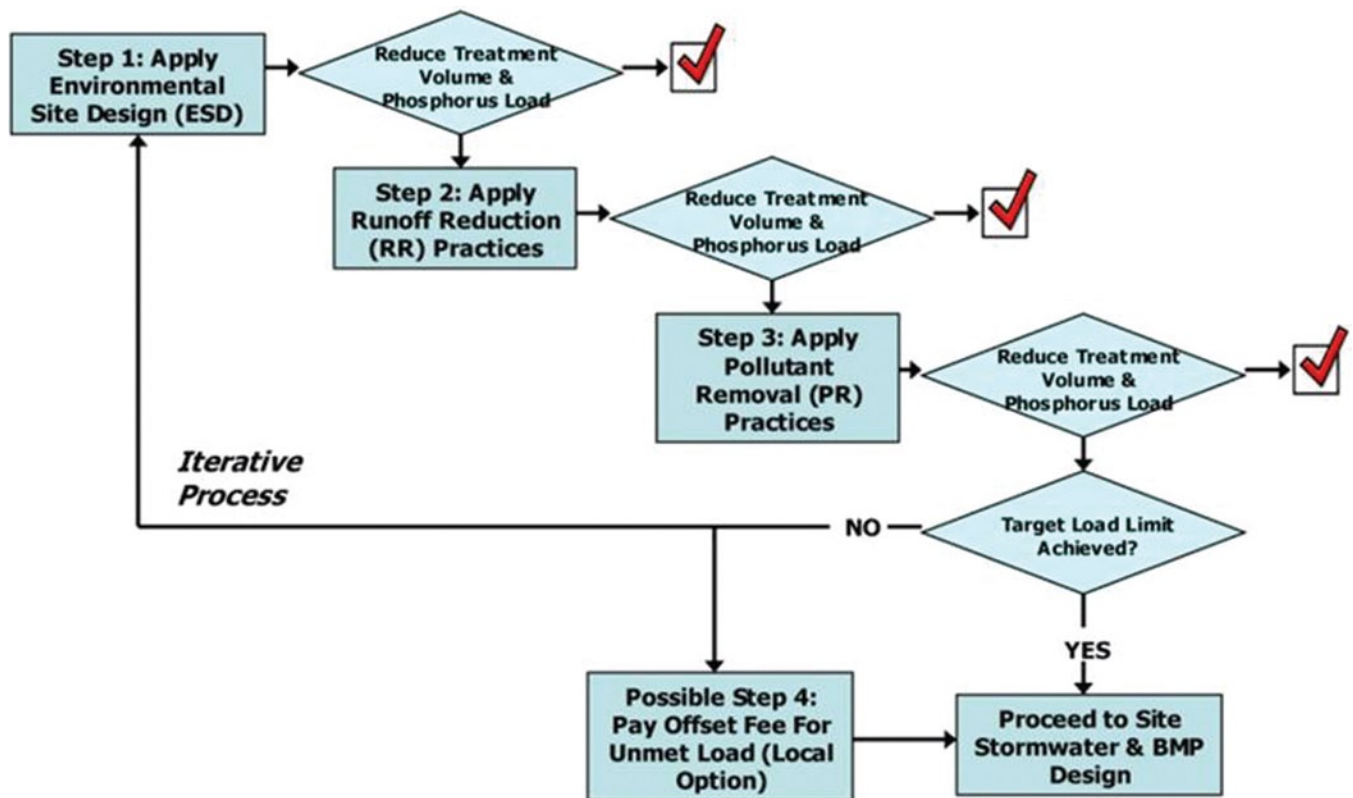 Step 1: Apply
Environmental
Site Design (ESD)
Reduce Treatment
Volume &
Phosphorus Load
Step 2: Apply
Runoff Reduction
(RR) Practices
Reduce Treatment
Volume &
Phosphorus Load
Step 3: Apply
Pollutant
Removal (PR)
Practices
Reduce Treatment
Volume &
Phosphorus Load
Iterative
Process
NO
Target Load Limit
Achieved?
YES
Possible Step 4:
Pay Offset Fee For
Unmet Load (Local
Option)
Proceed to Site
Stormwater & BMP
Design